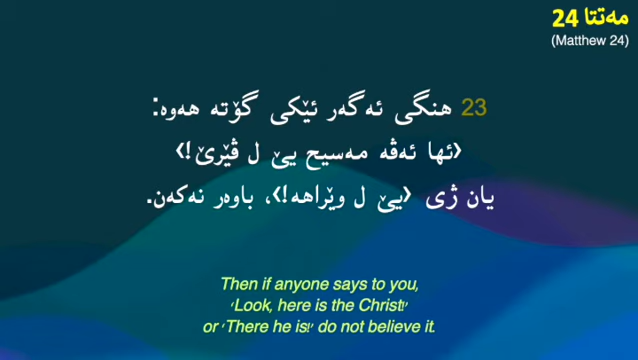 مەتتا 24
(Matthew 24)
23 هنگی ئەگەر ئێکی گۆتە هەوە:
‹ئها ئەڤە مەسیح یێ ل ڤێرێ!›
یان ژی ‹یێ ل وێراهە!›، باوەر نەکەن.
Then if anyone says to you,
‘Look, here is the Christ!’
or ‘There he is!’ do not believe it.